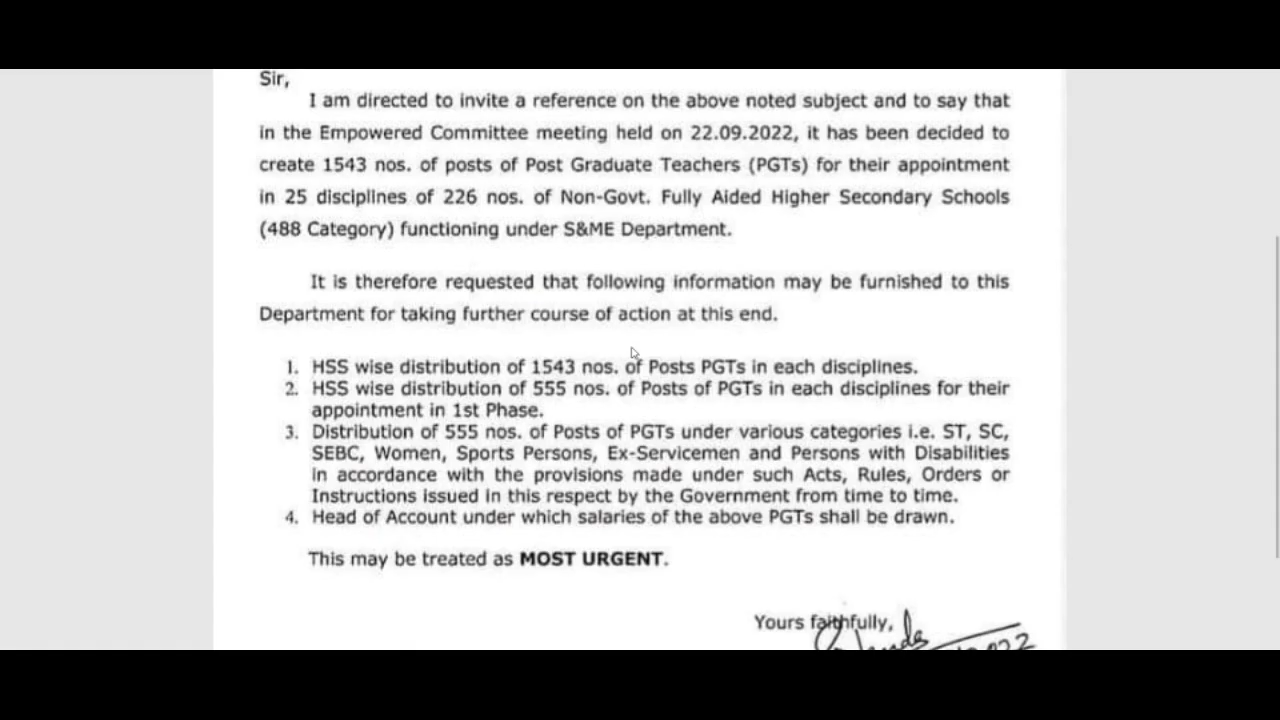 Sir,
I am directed to invite a reference on the above noted subject and to say that
in the Empowered Committee meeting held on 22.09.2022, it has been decided to
create 1543 nos. of posts of Post Graduate Teachers (PGTs) for their appointment
in 25 disciplines of 226 nos. of Non-Govt. Fully Aided Higher Secondary Schools
(488 Category) functioning under S&ME Department.
It is therefore requested that following information may be furnished to this
Department for taking further course of action at this end.
1. HSS wise distribution of 1543 nos. of Posts PGTs in each disciplines.
2. HSS wise distribution of 555 nos. of Posts of PGTs in each disciplines for their
appointment in 1st Phase.
3. Distribution of 555 nos. of Posts of PGTs under various categories i.e. ST, SC,
SEBC, Women, Sports Persons, Ex-Servicemen and Persons with Disabilities
in accordance with the provisions made under such Acts, Rules, Orders or
Instructions issued in this respect by the Government from time to time.
4. Head of Account under which salaries of the above PGTs shall be drawn.
This may be treated as MOST URGENT.
Yours faithfully,